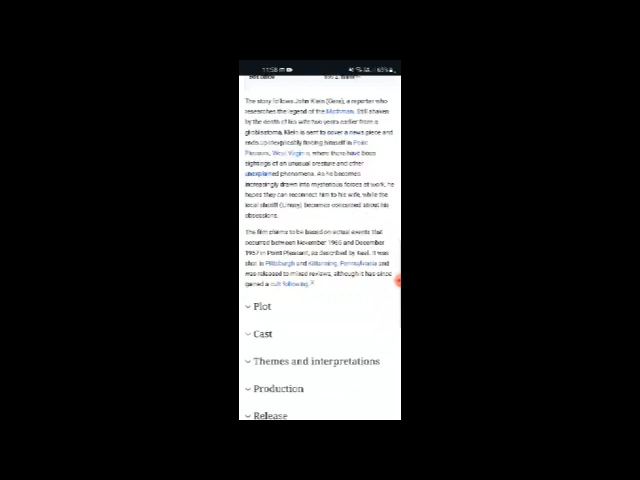 11:58
The story follows John Klein (Gere), a reporter who
researches the legend of the Mothman. Still shaken
by the death of his wife two years earlier from a
glioblastoma, Klein is sent to cover a news piece and
ends up inexplicably finding himself in Point
Pleasant, West Virginia, where there have been
sightings of an unusual creature and other
unexplained phenomena. As he becomes
increasingly drawn into mysterious forces at work, he
hopes they can reconnect him to his wife, while the
local sheriff (Linney) becomes concerned about his
obsessions.
The film claims to be based on actual events that
occurred between November 1966 and December
1967 in Point Pleasant, as described by Keel. It was
shot in Pittsburgh and Kittanning, Pennsylvania and
was released to mixed reviews, although it has since
gained a cult following.
Plot
Cast
Themes and interpretations
Production
Release